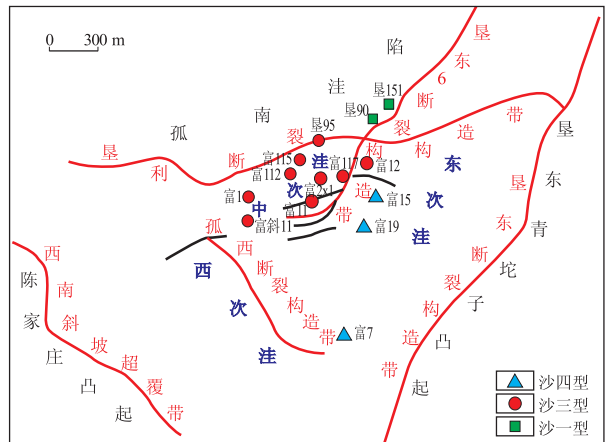 0 300 m
陷
洼
南
孤
垦东6断裂构造带
垦151
垦90
垦95
垦利断裂构造带
富115
富112
富117
富12
富2x1
富1
富11
富斜11
富15
富19
富7
中次洼
东次洼
西次洼
孤西断裂构造带
垦东断裂构造带
垦东青坨子凸起
西南斜坡超覆带
陈家庄凸起
沙四型
沙三型
沙一型